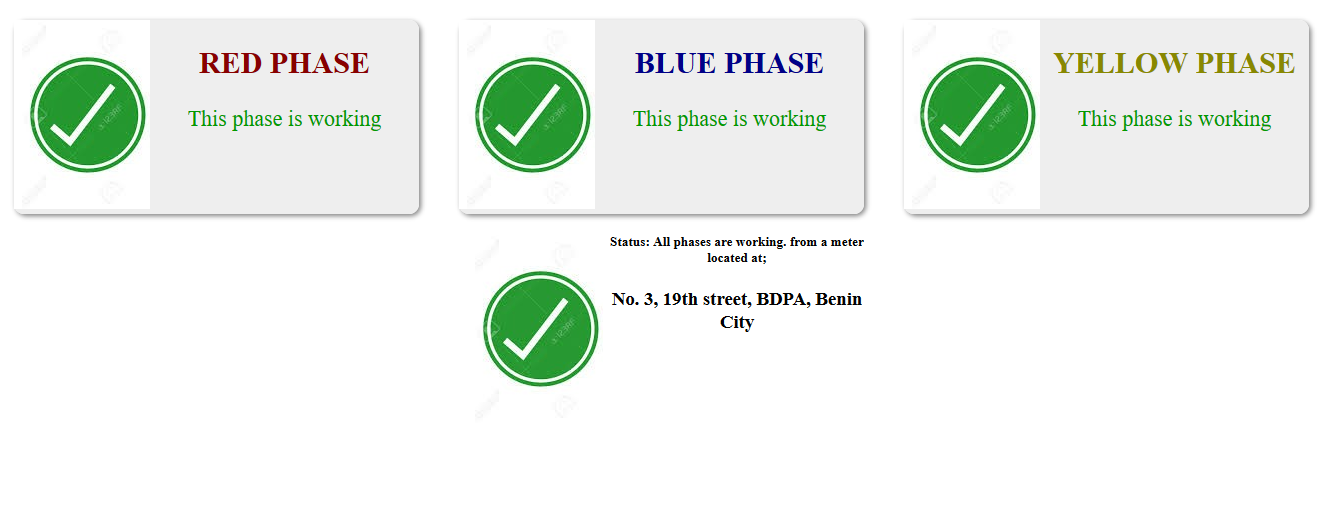 RED PHASE
This phase is working
BLUE PHASE
This phase is working
YELLOW PHASE
This phase is working
Status: All phases are working. from a meter
located at;
No. 3, 19th street, BDPA, Benin
City